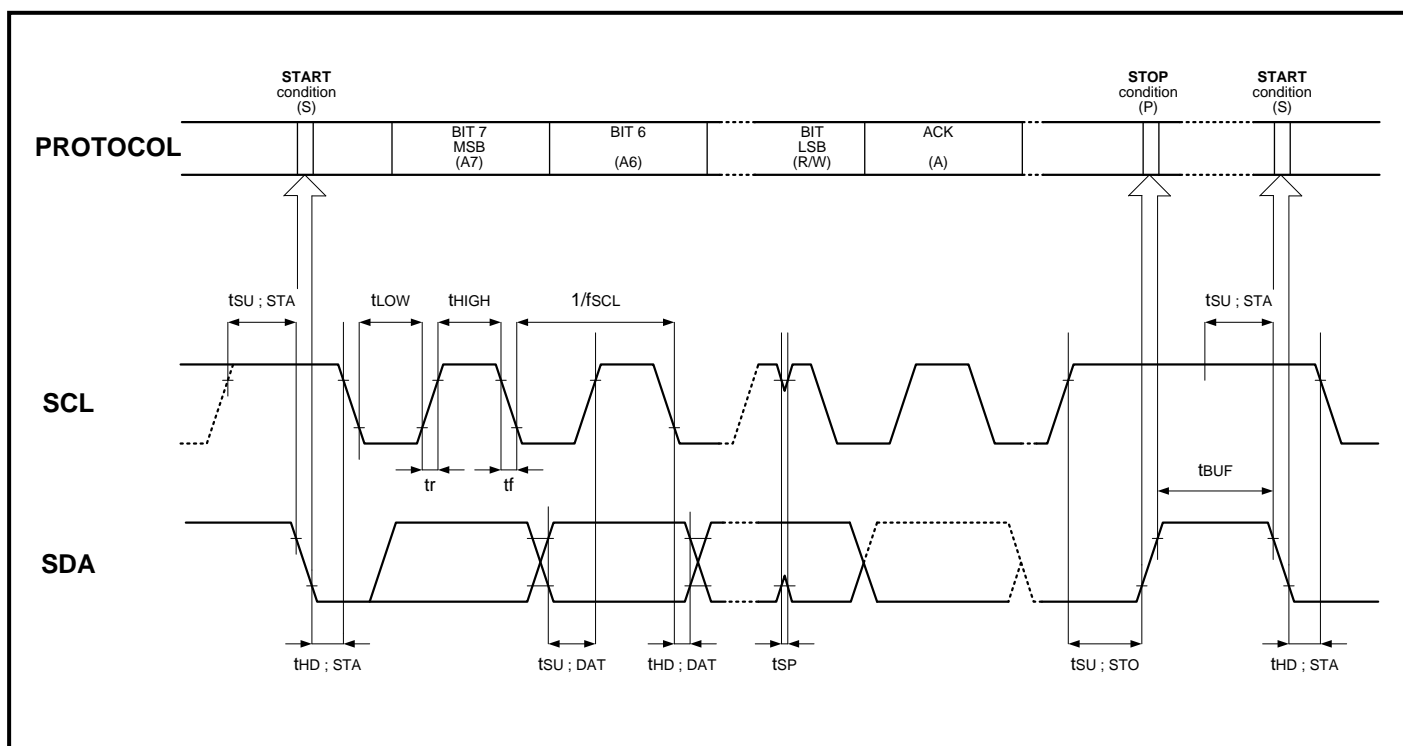 START
condition
(S)
STOP
condition
(P)
START
condition
(S)
PROTOCOL
BIT 7
MSB
(A7)
BIT 6
(A6)
BIT
LSB
(R/W)
ACK
(A)
tSU ; STA
tLOW
tHIGH
1/fSCL
tSU ; STA
SCL
tr
tf
tBUF
SDA
tHD ; STA
tSU ; DAT
tHD ; DAT
tSP
tSU ; STO
tHD ; STA